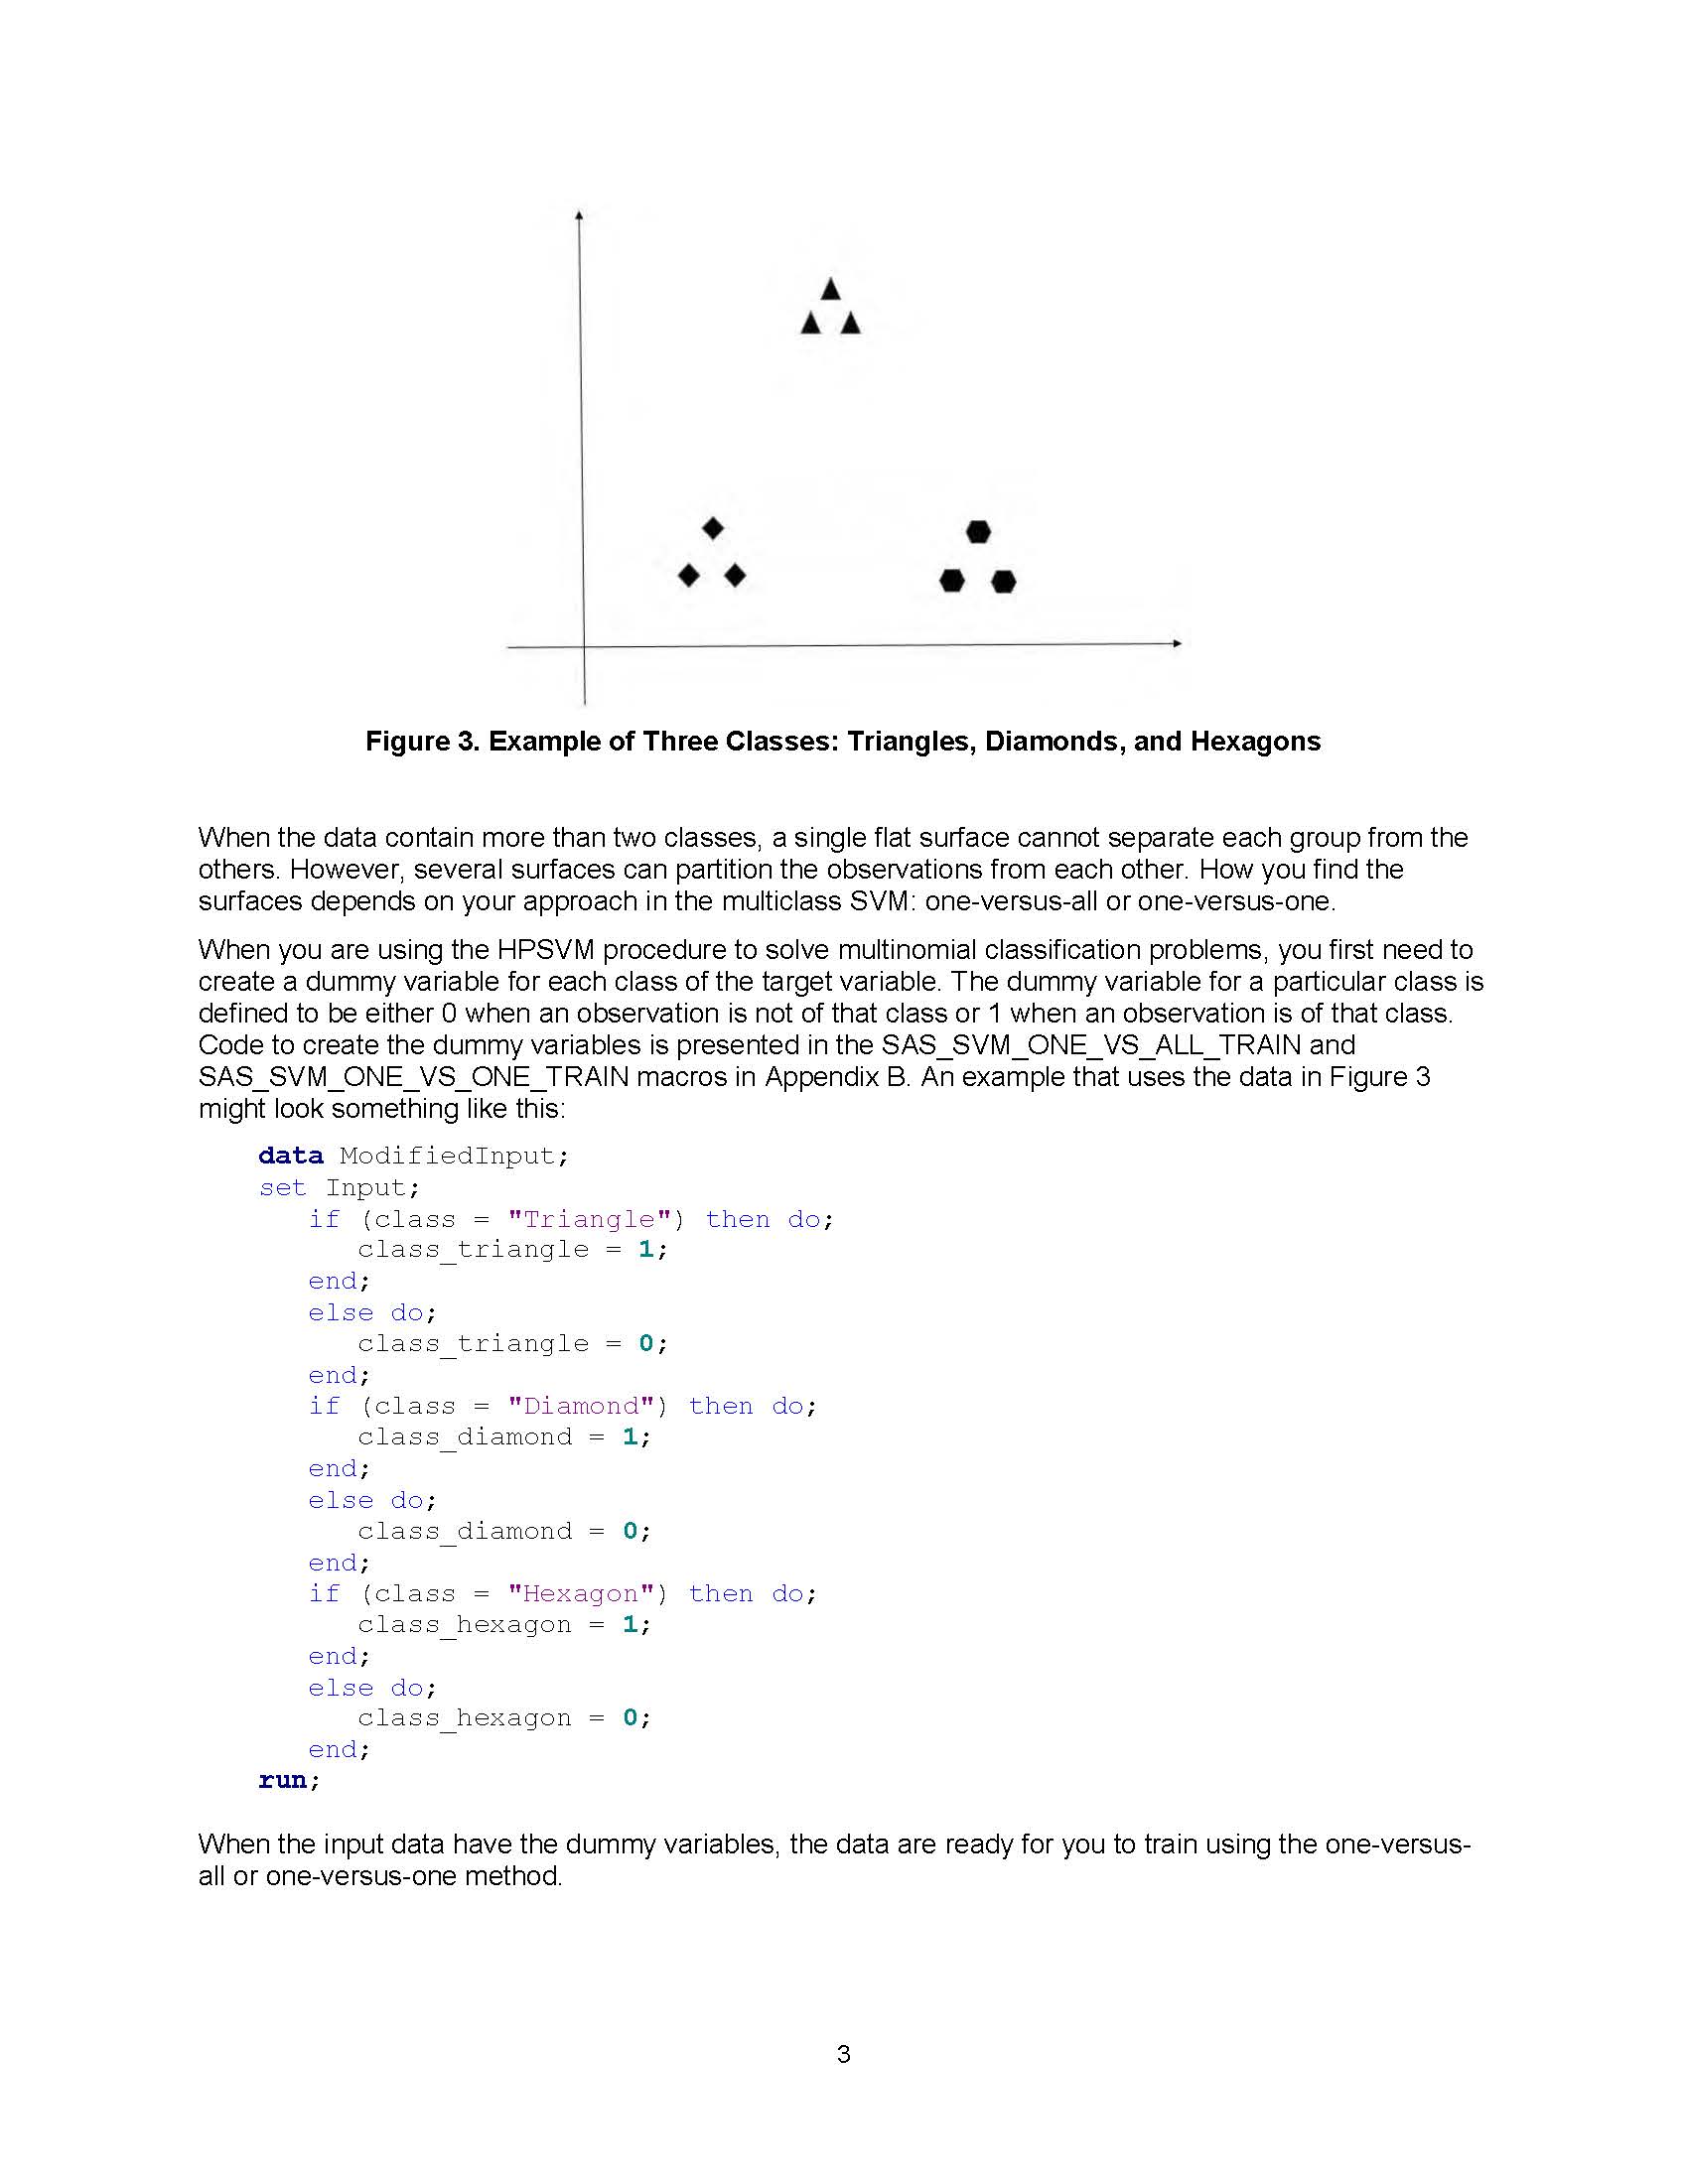 Figure 3. Example of Three Classes: Triangles, Diamonds, and Hexagons
When the data contain more than two classes, a single flat surface cannot separate each group from the
others. However, several surfaces can partition the observations from each other. How you find the
surfaces depends on your approach in the multiclass SVM: one-versus-all or one-versus-one.
When you are using the HPSVM procedure to solve multinomial classification problems, you first need to
create a dummy variable for each class of the target variable. The dummy variable for a particular class is
defined to be either 0 when an observation is not of that class or 1 when an observation is of that class.
Code to create the dummy variables is presented in the SAS_SVM_ONE_VS_ALL_TRAIN and
SAS_SVM_ONE_VS_ONE_TRAIN macros in Appendix B. An example that uses the data in Figure 3
might look something like this:
data ModifiedInput;
set Input;
if (class = "Triangle") then do;
class_triangle = 1;
end;
else do;
class_triangle = 0;
end;
if (class = "Diamond") then do;
class_diamond = 1;
end;
else do;
class_diamond = 0;
end;
if (class = "Hexagon") then do;
class_hexagon = 1;
end;
else do;
class_hexagon = 0;
end;
run;
When the input data have the dummy variables, the data are ready for you to train using the one-versus-
all or one-versus-one method.
3